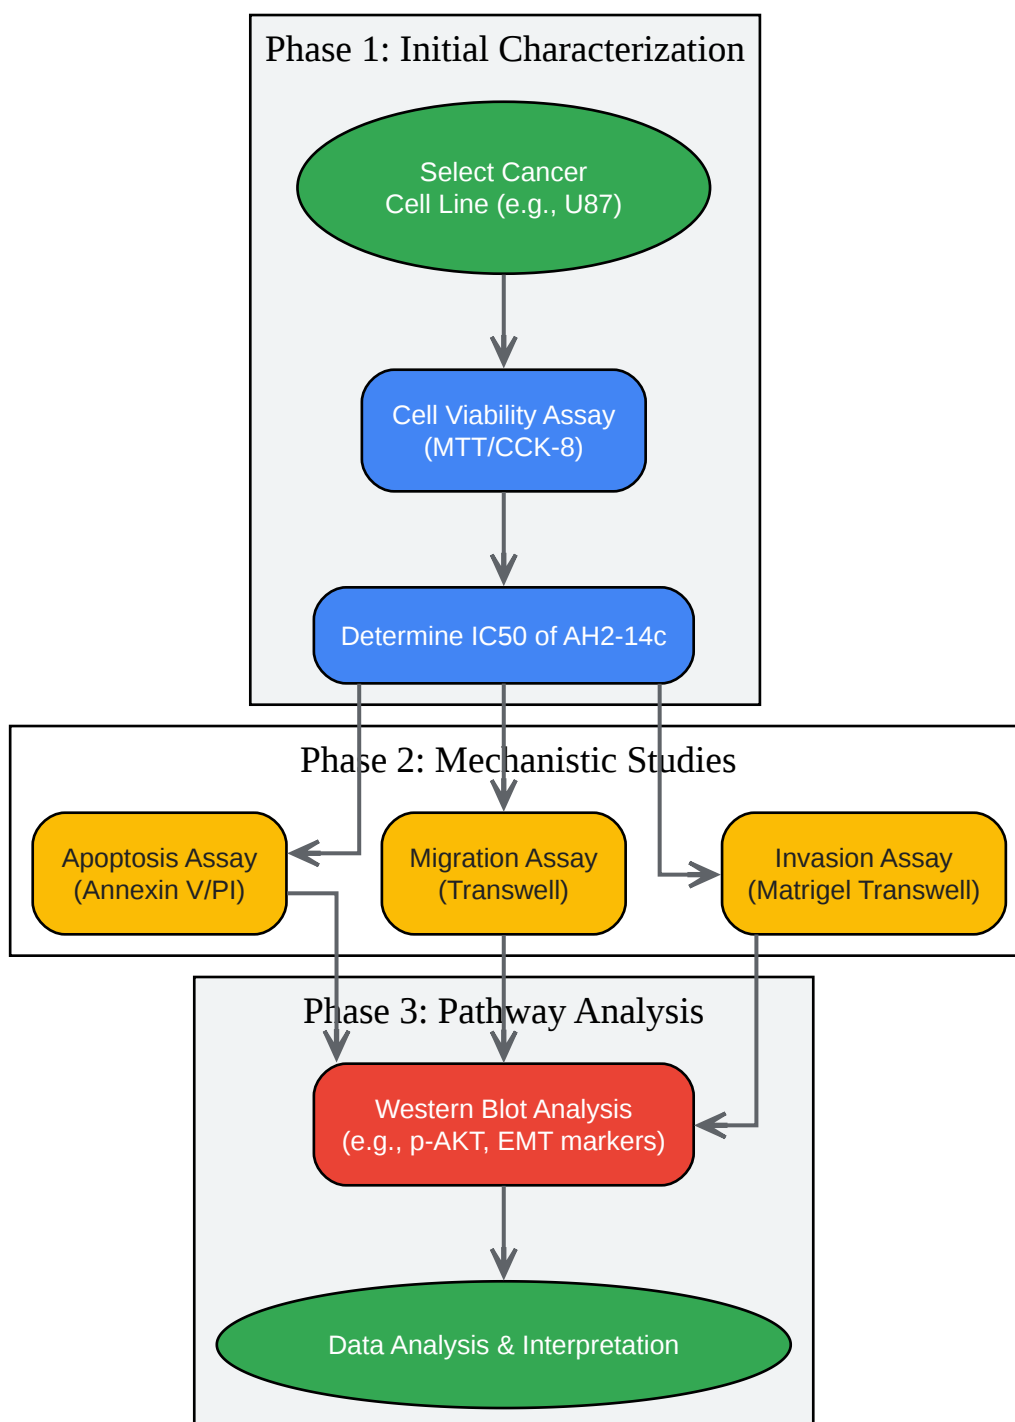 Phase 1: Initial Characterization
Select Cancer
Cell Line (e.g., U87)
Cell Viability Assay
(MTT/CCK-8)
Determine IC50 of AH2-14c
Phase 2: Mechanistic Studies
Apoptosis Assay
(Annexin V/PI)
Migration Assay
(Transwell)
Invasion Assay
(Matrigel Transwell)
Phase 3: Pathway Analysis
Western Blot Analysis
(e.g., p-AKT, EMT markers)
Data Analysis & Interpretation